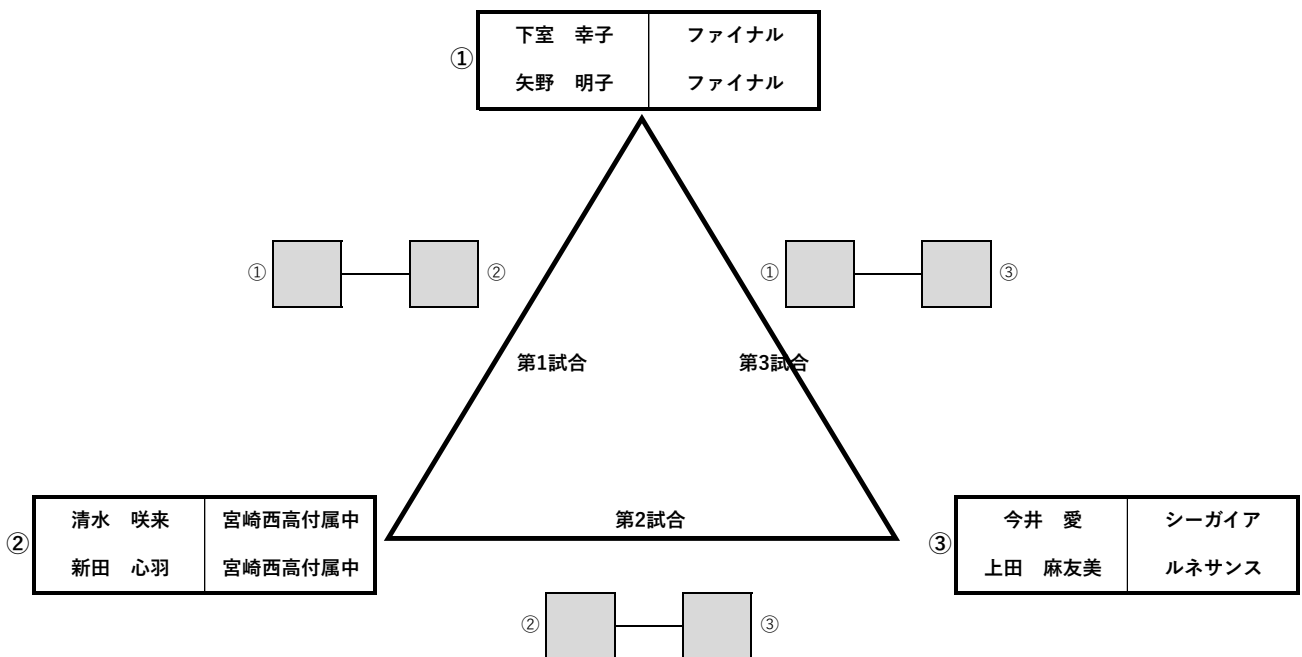 ① 下室　幸子 ファイナル
矢野　明子 ファイナル
① ②
① ③
第1試合
第3試合
② 清水　咲来 宮崎西高付属中
新田　心羽 宮崎西高付属中
第2試合
③ 今井　愛 シーガイア
上田　麻友美 ルネサンス
② ③